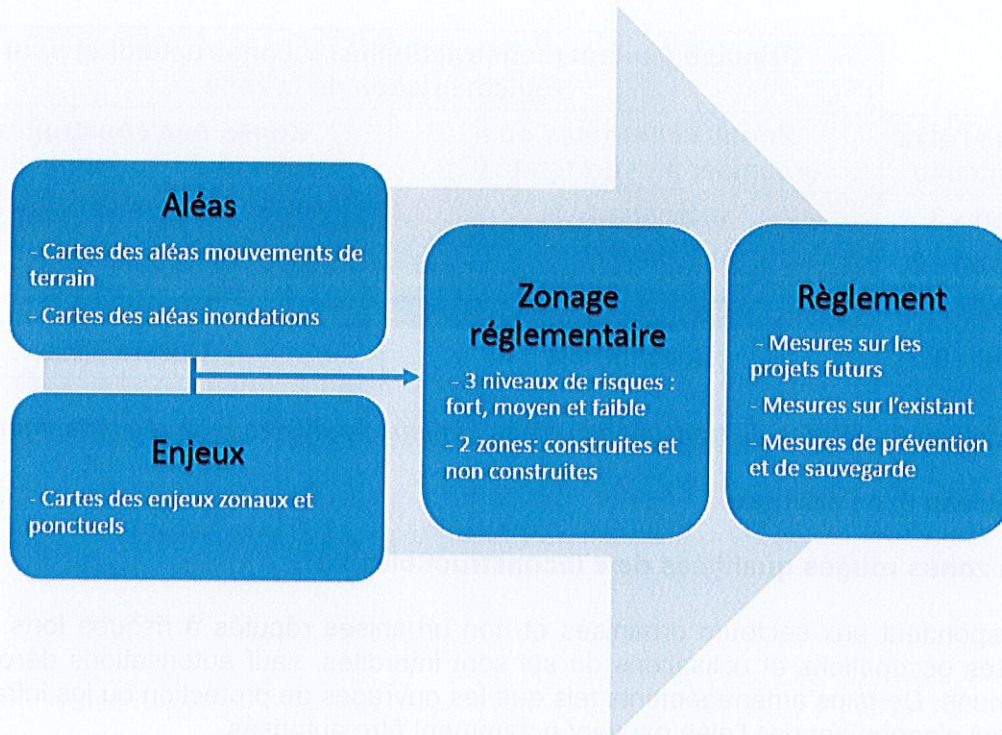 Aléas
- Cartes des aléas mouvements de
terrain
- Cartes des aléas inondations
Enjeux
- Cartes des enjeux zonaux et
ponctuels
Zonage
réglementaire
- 3 niveaux de risques :
fort, moyen et faible
- 2 zones: construites et
non construites
Règlement
- Mesures sur les
projets futurs
- Mesures sur l'existant
- Mesures de prévention
et de sauvegarde